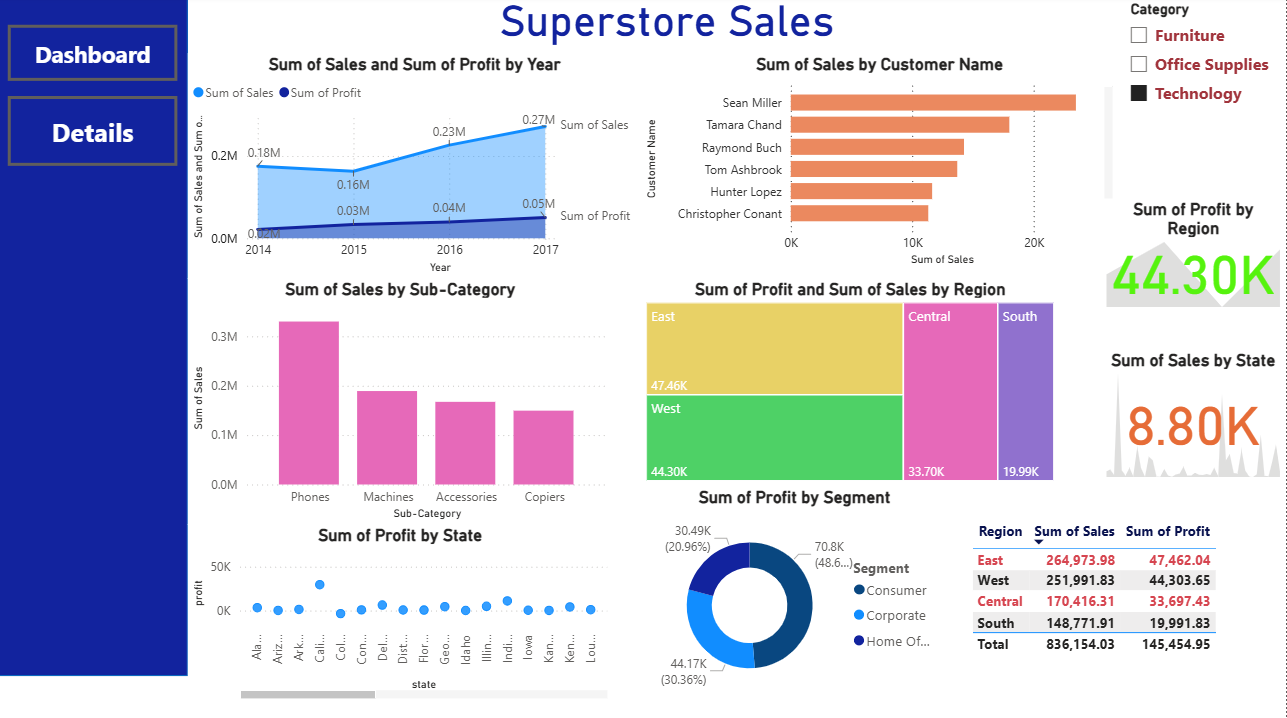 Superstore Sales
Dashboard
Details
Category
Furniture
Office Supplies
Technology
Sum of Sales and Sum of Profit by Year
Sum of Sales Sum of Profit
Sum of Sales and Sum o...
0.2M
0.0M
0.18M
0.16M
0.23M
0.27M
Sum of Sales
0.02M
0.03M
0.04M
0.05M
Sum of Profit
2014 2015 2016 2017
Year
Sum of Sales by Customer Name
Customer Name
Sean Miller
Tamara Chand
Raymond Buch
Tom Ashbrook
Hunter Lopez
Christopher Conant
0K 10K 20K
Sum of Sales
Sum of Profit by
Region
44.30K
Sum of Sales by Sub-Category
Sum of Sales
0.3M
0.2M
0.1M
0.0M
Phones Machines Accessories Copiers
Sub-Category
Sum of Profit and Sum of Sales by Region
East
47.46K
West
44.30K
Central
33.70K
South
19.99K
Sum of Sales by State
8.80K
Sum of Profit by State
profit
50K
0K
Ala... Ariz... Ark... Cali... Col... Con... Del... Dist... Flor... Geo... Idaho Illin... Indi... Iowa Kan... Ken... Lou...
state
Sum of Profit by Segment
30.49K
(20.96%)
70.8K
(48.6...)
44.17K
(30.36%)
Segment
Consumer
Corporate
Home Of...
Region Sum of Sales Sum of Profit
East 264,973.98 47,462.04
West 251,991.83 44,303.65
Central 170,416.31 33,697.43
South 148,771.91 19,991.83
Total 836,154.03 145,454.95